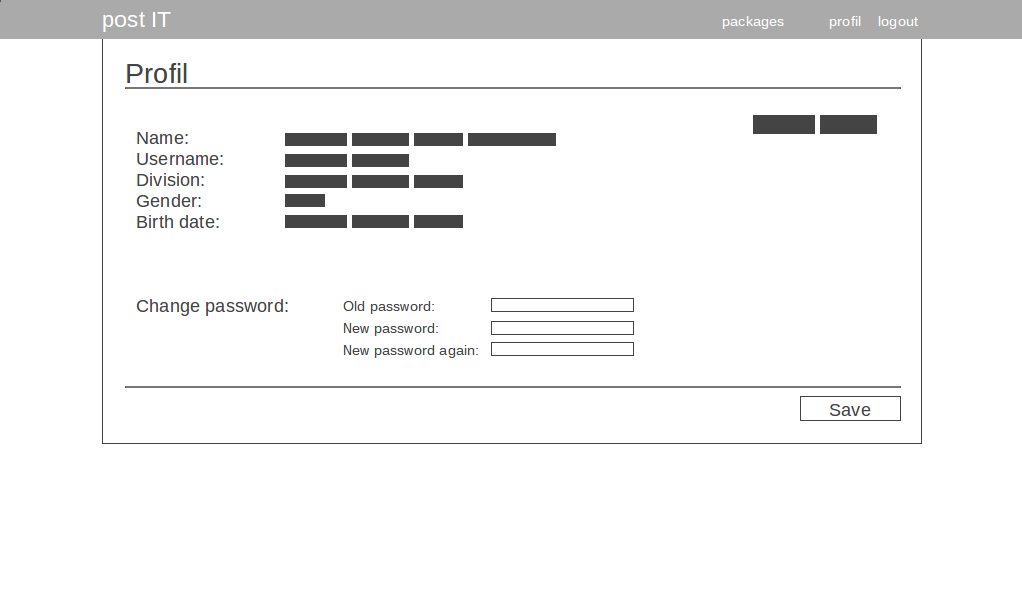 post IT packages profil logout
Profil
Name:
Username:
Division:
Gender:
Birth date:
Change password: Old password:
New password:
New password again:
Save